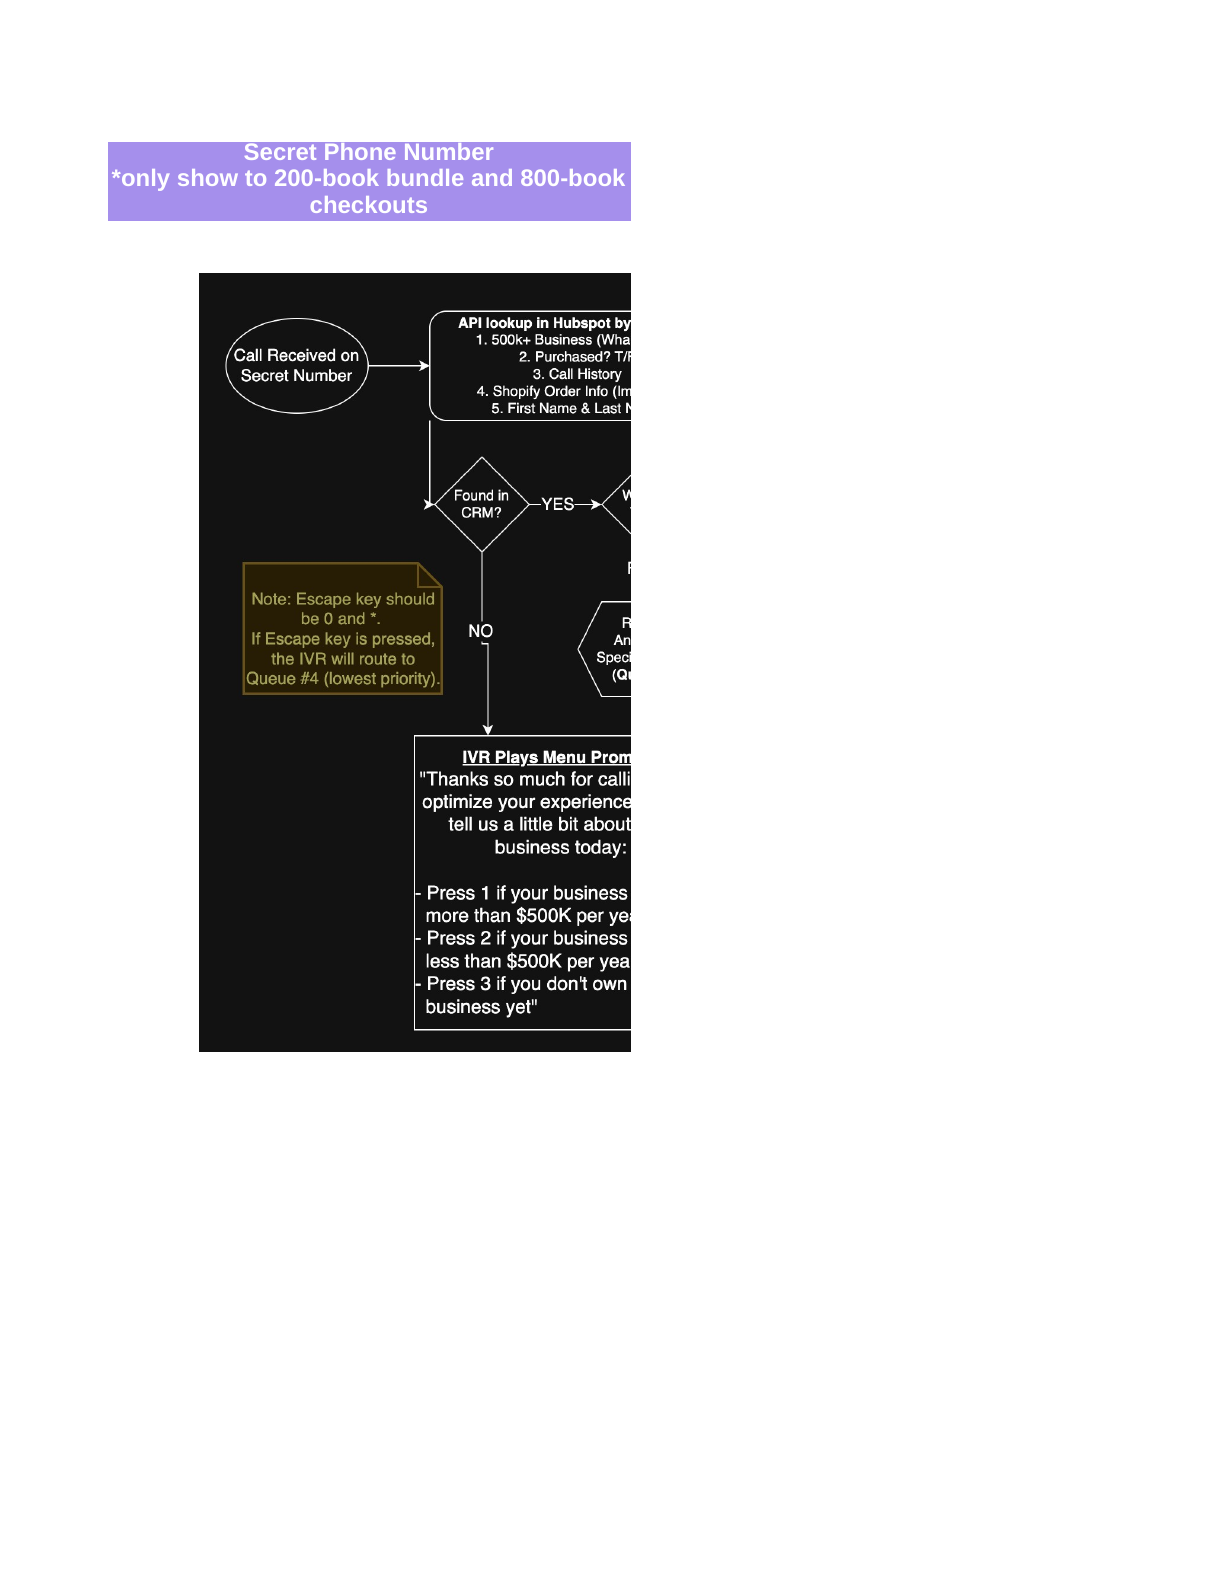 Secret Phone Number
*only show to 200-book bundle and 800-book
checkouts
API lookup in Hubspot by
1. 500k+ Business
2. Purchased?
3. Call History
4. Shopify Order Info
5. First Name & Last
Call Received on
Secret Number
Found in
CRM?
YES
Note: Escape key should
be 0 and *.
If Escape key is pressed,
the IVR will route to
Queue #4 (lowest priority).
NO
IVR Plays Menu
"Thanks so much for
optimize your experience
tell us a little bit about
business today:
- Press 1 if your business
more than $500K per
- Press 2 if your business
less than $500K per
- Press 3 if you don't own
business yet"